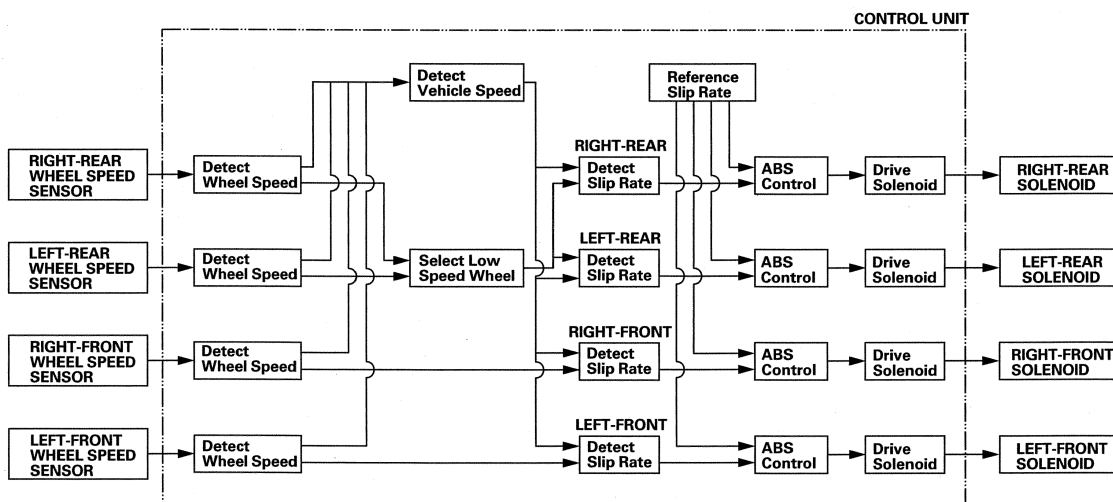 CONTROL UNIT
Detect
Vehicle Speed
Reference
Slip Rate
RIGHT-REAR
WHEEL SPEED
SENSOR
Detect
Wheel Speed
RIGHT-REAR
Detect
Slip Rate
ABS
Control
Drive
Solenoid
RIGHT-REAR
SOLENOID
LEFT-REAR
WHEEL SPEED
SENSOR
Detect
Wheel Speed
Select Low
Speed Wheel
LEFT-REAR
Detect
Slip Rate
ABS
Control
Drive
Solenoid
LEFT-REAR
SOLENOID
RIGHT-FRONT
WHEEL SPEED
SENSOR
Detect
Wheel Speed
RIGHT-FRONT
Detect
Slip Rate
ABS
Control
Drive
Solenoid
RIGHT-FRONT
SOLENOID
LEFT-FRONT
WHEEL SPEED
SENSOR
Detect
Wheel Speed
LEFT-FRONT
Detect
Slip Rate
ABS
Control
Drive
Solenoid
LEFT-FRONT
SOLENOID